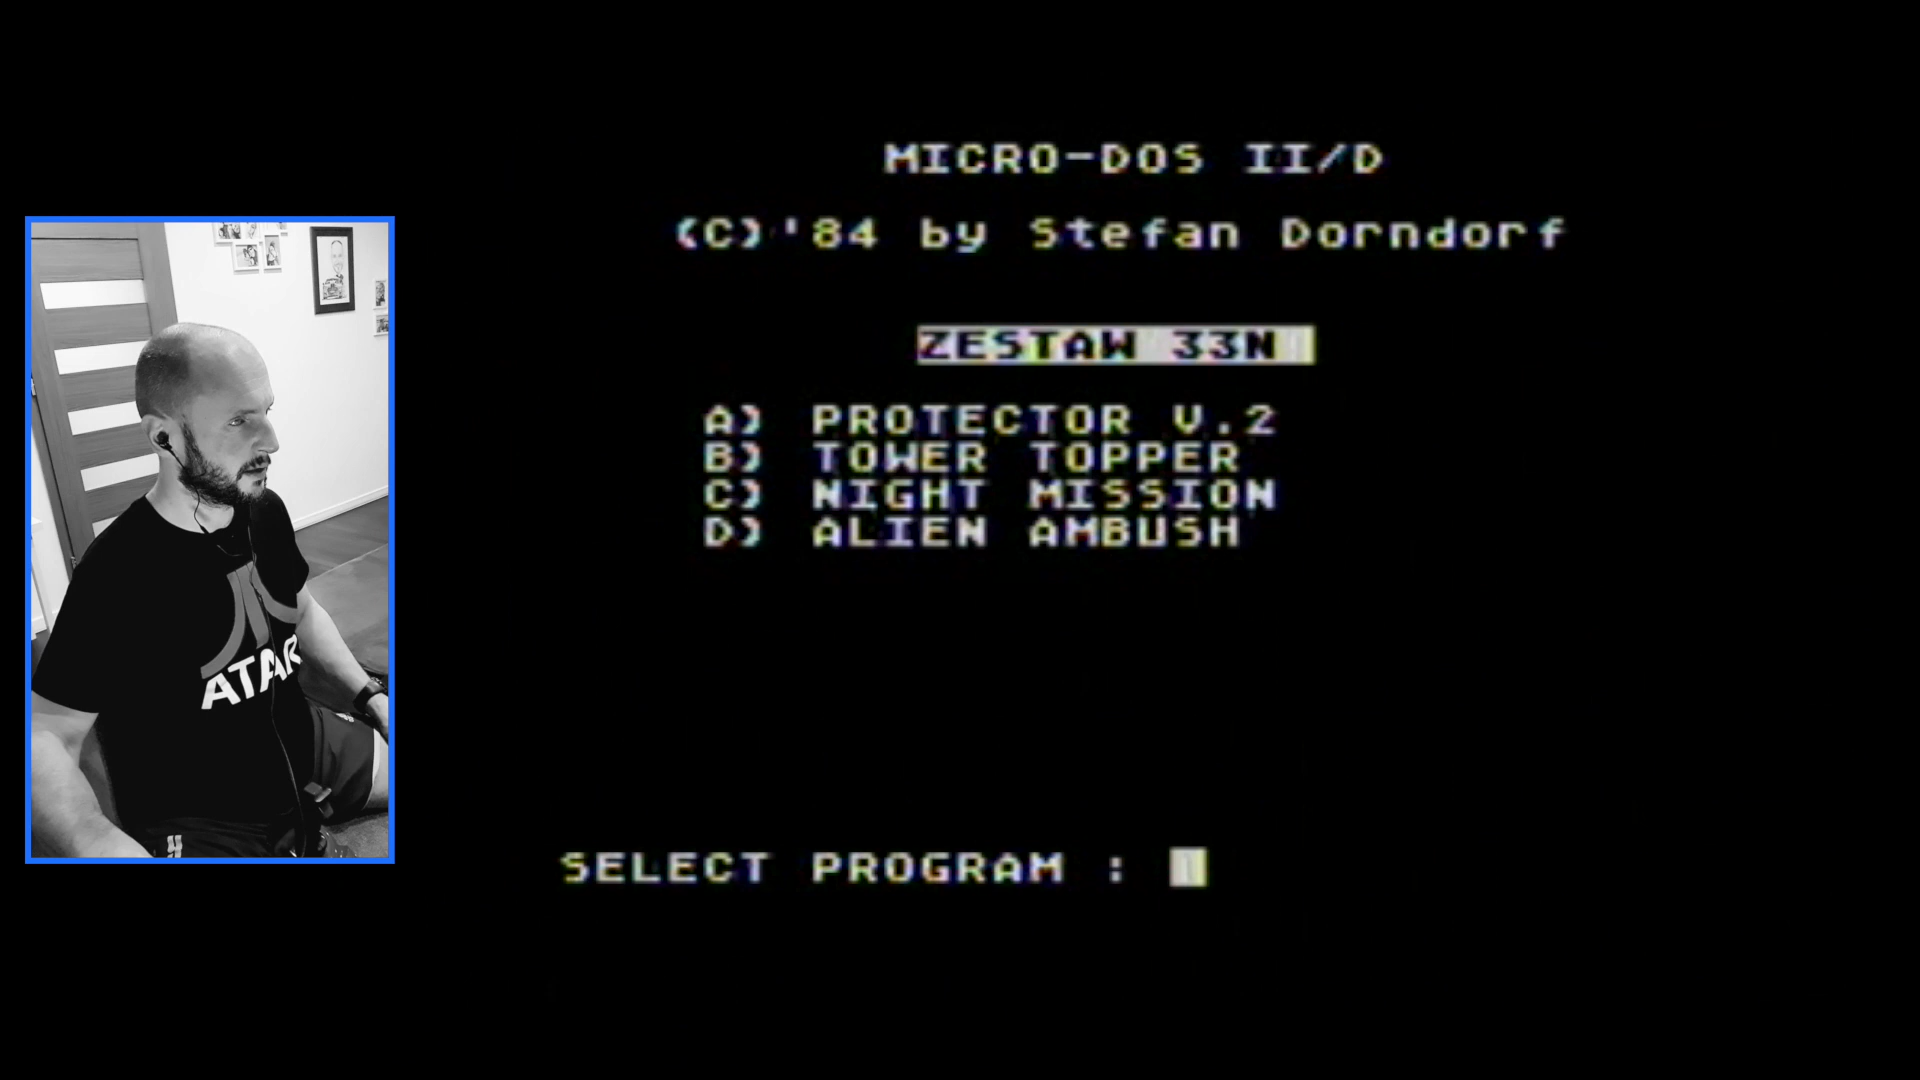 MICRO-DOS II/D
(C)'84 by Stefan Dorndorf
ZESTAW 33N
A) PROTECTOR V.2
B) TOWER TOPPER
C) NIGHT MISSION
D) ALIEN AMBUSH
SELECT PROGRAM :
ATARI